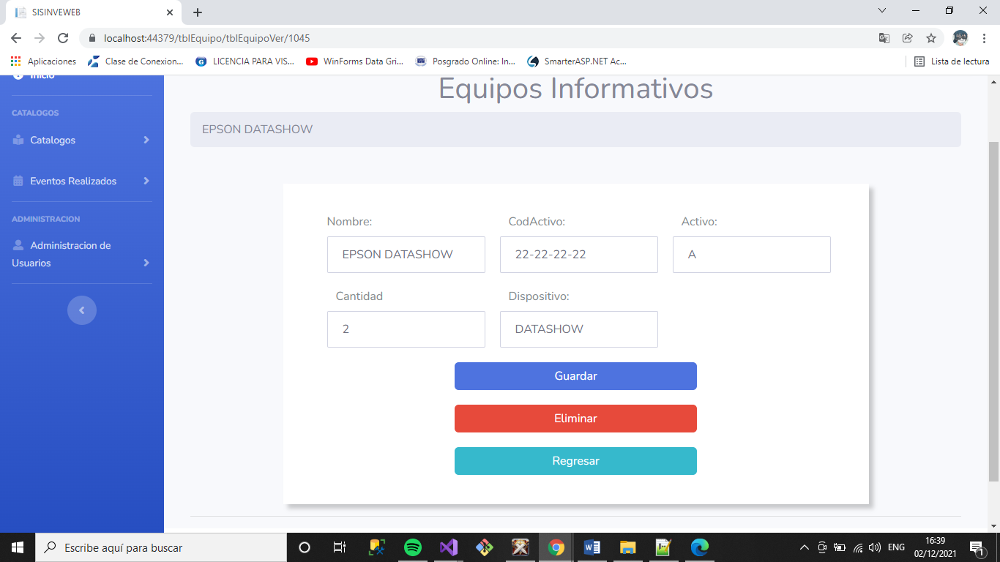 SISINVEWEB
localhost:44379/tblEquipo/tblEquipoVer/1045
Aplicaciones
Clase de Conexion...
LICENCIA PARA VIS...
WinForms Data Gri...
Posgrado Online: In...
SmarterASP.NET Ac...
Lista de lectura
Inicio
CATALOGOS
Catalogos
Eventos Realizados
ADMINISTRACION
Administracion de
Usuarios
Equipos Informativos
EPSON DATASHOW
Nombre: CodActivo: Activo:
EPSON DATASHOW 22-22-22-22 A
Cantidad Dispositivo:
2 DATASHOW
Guardar
Eliminar
Regresar
Escribe aquí para buscar
ENG
16:39
02/12/2021
1